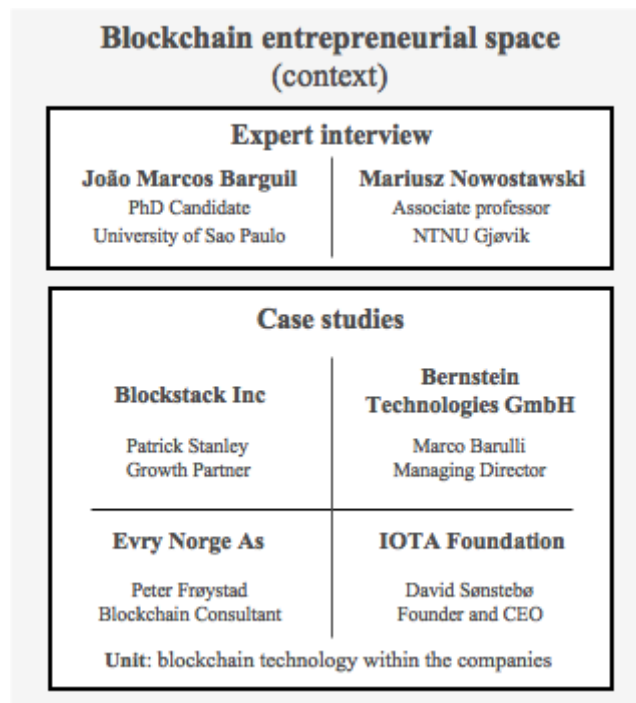 Blockchain entrepreneurial space
(context)
Expert interview
João Marcos Barguil
PhD Candidate
University of Sao Paulo
Mariusz Nowostawski
Associate professor
NTNU Gjøvik
Case studies
Blockstack Inc
Patrick Stanley
Growth Partner
Bernstein
Technologies GmbH
Marco Barulli
Managing Director
Evry Norge As
Peter Frøystad
Blockchain Consultant
IOTA Foundation
David Sønstebø
Founder and CEO
Unit: blockchain technology within the companies